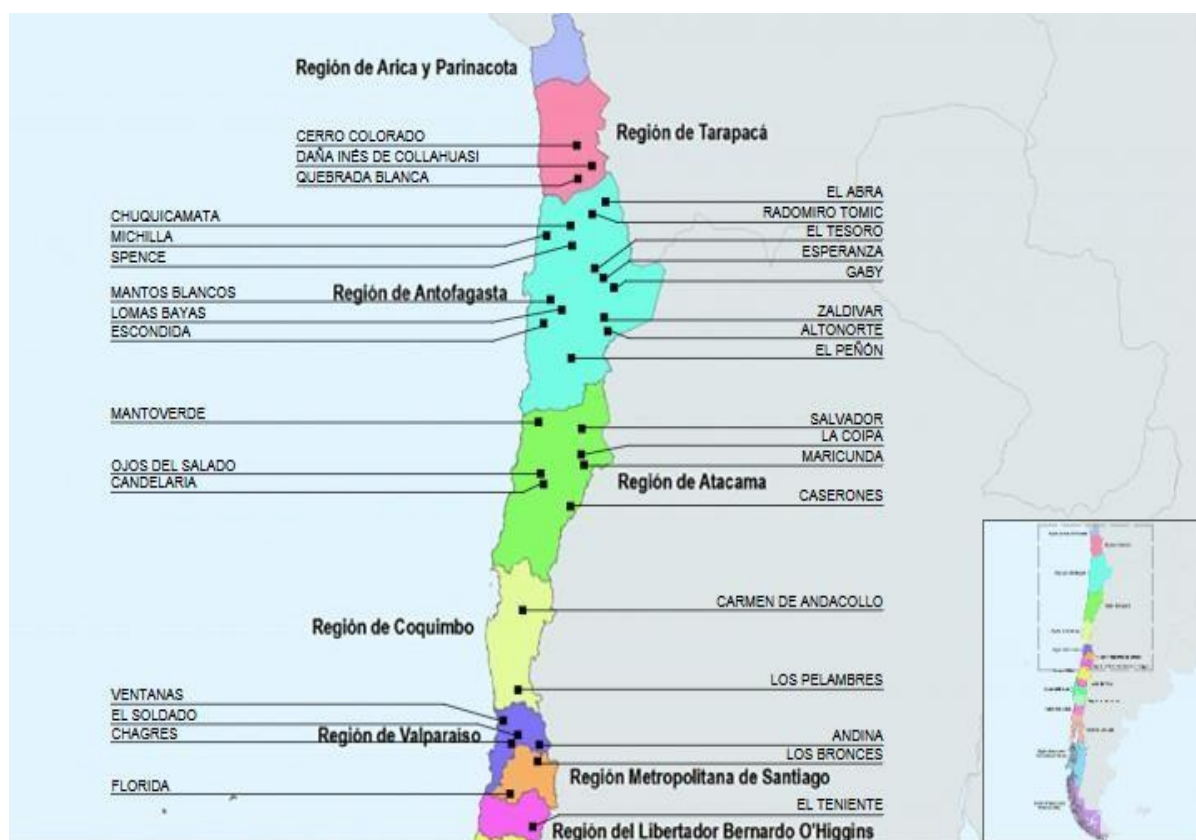 Región de Arica y Parinacota
CERRO COLORADO
Región de Tarapacá
DAÑA INÉS DE COLLAHUASI
QUEBRADA BLANCA
EL ABRA
CHUQUICAMATA
RADOMIRO TOMIC
MICHILLA
EL TESORO
SPENCE
ESPERANZA
GABY
MANTOS BLANCOS
Región de Antofagasta
LOMAS BAYAS
ZALDIVAR
ESCONDIDA
ALTONORTE
EL PEÑÓN
MANTOVERDE
SALVADOR
LA COIPA
MARICUNDA
OJOS DEL SALADO
CANDELARIA
Región de Atacama
CASERONES
CARMEN DE ANDACOLLO
Región de Coquimbo
LOS PELAMBRES
VENTANAS
EL SOLDADO
CHAGRES
Región de Valparaíso
ANDINA
LOS BRONCES
Región Metropolitana de Santiago
FLORIDA
EL TENIENTE
Región del Libertador Bernardo O'Higgins